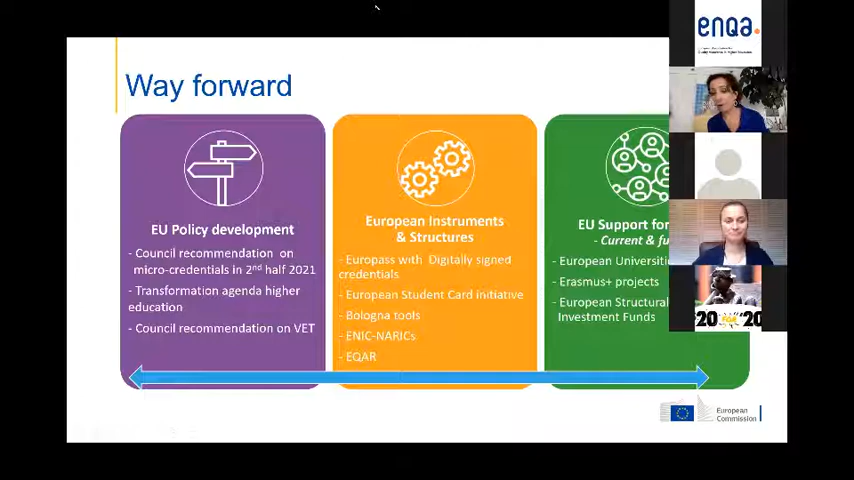 Way forward
EU Policy development
- Council recommendation on
micro-credentials in 2nd half 2021
- Transformation agenda higher
education
- Council recommendation on VET
European Instruments
& Structures
- Europass with Digitally signed
credentials
- European Student Card Initiative
- Bologna tools
- ENIC-NARICs
- EQAR
EU Support for
- Current & fu
- European Universiti
- Erasmus+ projects
- European Structural
Investment Funds
European
Commission
enqa.
'20 '20